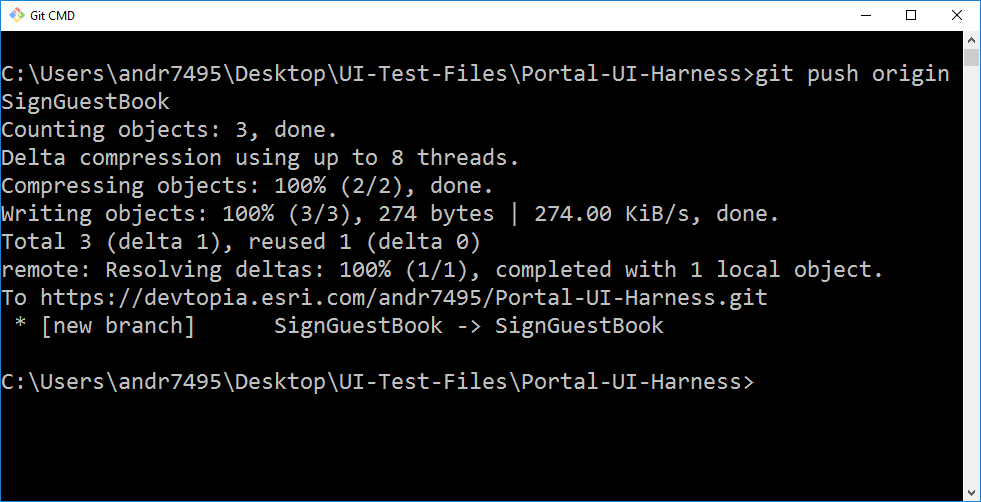 Git CMD
C:\Users\andr7495\Desktop\UI-Test-Files\Portal-UI-Harness>git push origin
SignGuestBook
Counting objects: 3, done.
Delta compression using up to 8 threads.
Compressing objects: 100% (2/2), done.
Writing objects: 100% (3/3), 274 bytes | 274.00 KiB/s, done.
Total 3 (delta 1), reused 1 (delta 0)
remote: Resolving deltas: 100% (1/1), completed with 1 local object.
To https://devtopia.esri.com/andr7495/Portal-UI-Harness.git
 * [new branch]      SignGuestBook -> SignGuestBook
C:\Users\andr7495\Desktop\UI-Test-Files\Portal-UI-Harness>